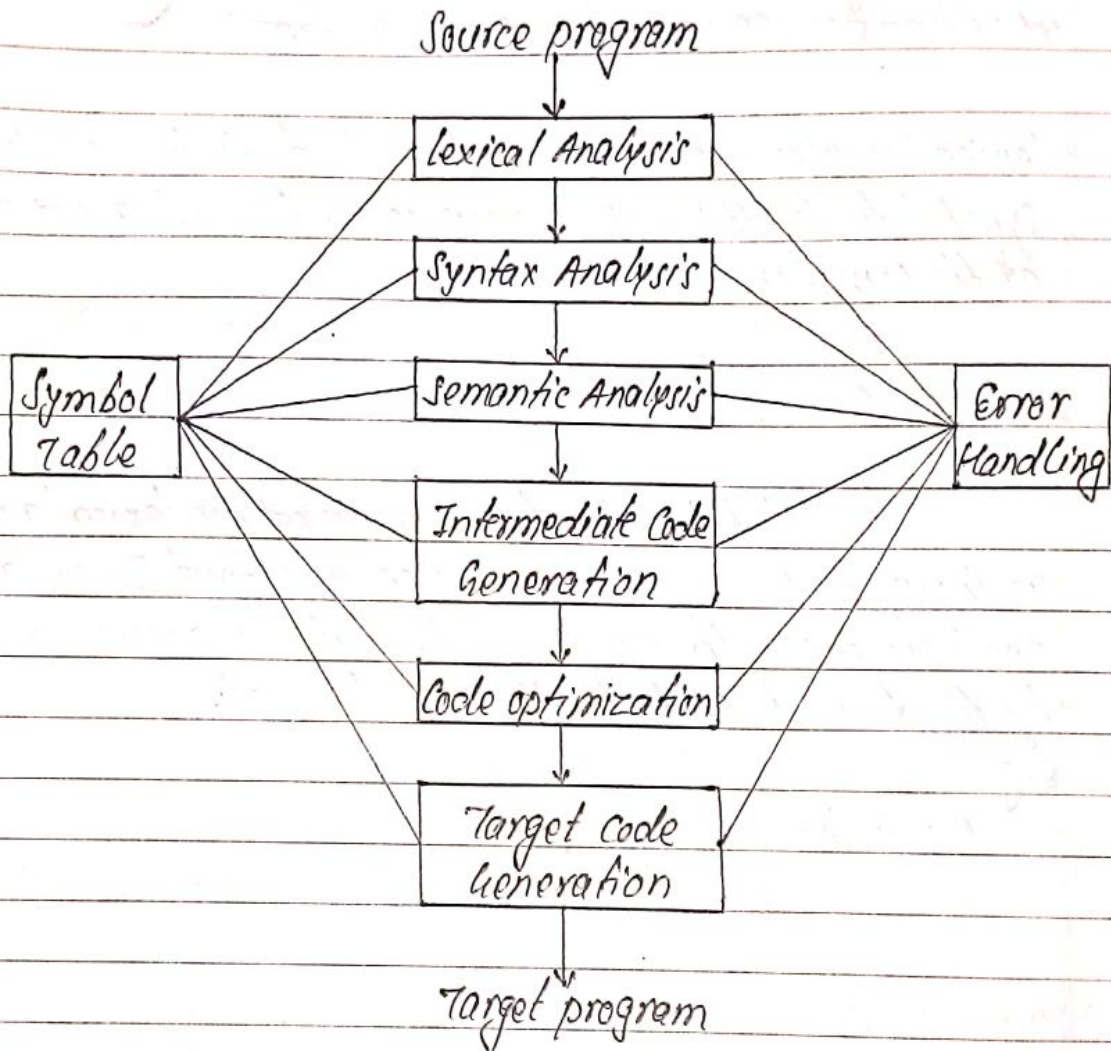 Source program
Lexical Analysis
Syntax Analysis
Symbol
Table
Semantic Analysis
Error
Handling
Intermediate Code
Generation
Code optimization
Target code
Generation
Target program